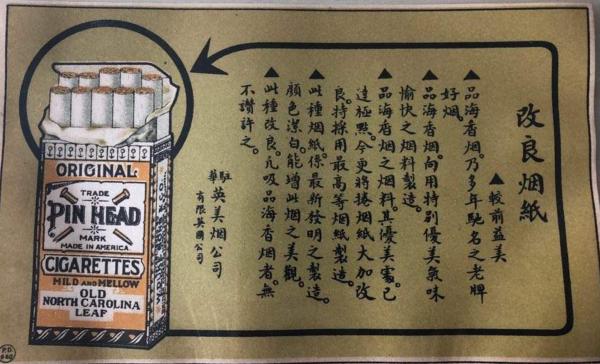 改良烟紙
▲較前益美
▲品海香烟。乃多年馳名之老牌
好烟。
▲品海香烟。向用特别優美氣味
愉快之烟料製造。
▲品海香烟之烟料。其優美處。已
達極點。今更將捲烟紙大加改
良。特採用最高等烟紙製造。
▲此種烟紙。係最新發明之製造。
顏色潔白。能增此烟之美觀。
▲此種改良。凡吸品海香烟者。無
不讚許之。
駐華英美烟公司
有限英國公司
ORIGINAL
TRADE
PIN HEAD
MARK
MADE IN AMERICA
CIGARETTES
MILD AND MELLOW
OLD
NORTH CAROLINA
LEAF